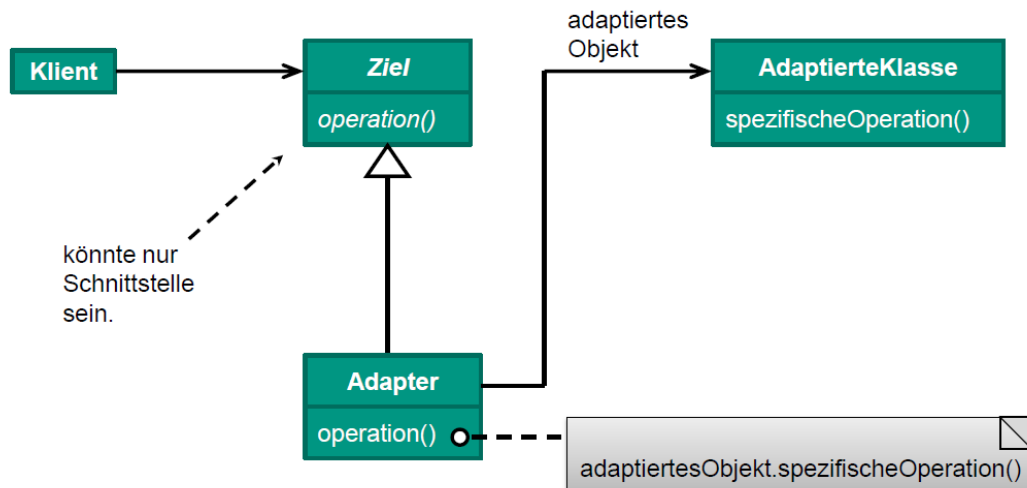 adaptiertes
Objekt
Klient
Ziel
AdaptierteKlasse
operation()
spezifischeOperation()
könnte nur
Schnittstelle
sein.
Adapter
operation()
adaptiertesObjekt.spezifischeOperation()